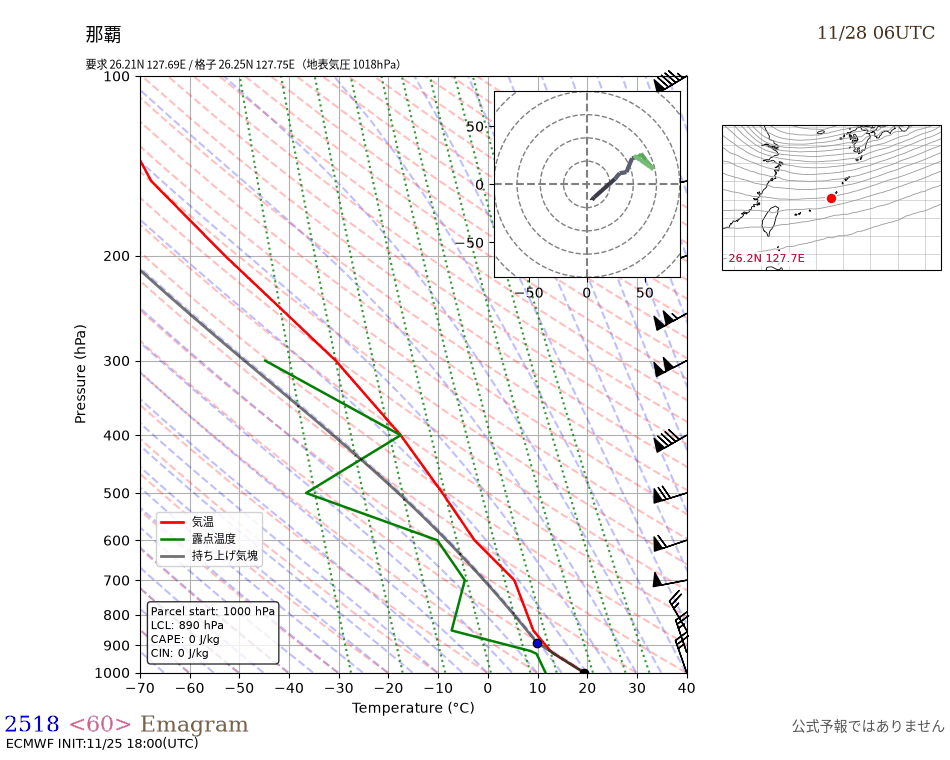 那覇
11/28 06UTC
要求 26.21N 127.69E / 格子 26.25N 127.75E（地表気圧 1018hPa）
100
200
300
400
500
600
700
800
900
1000
Pressure (hPa)
50
0
−50
−50 0 50
26.2N 127.7E
気温
露点温度
持ち上げ気塊
Parcel start: 1000 hPa
LCL: 890 hPa
CAPE: 0 J/kg
CIN: 0 J/kg
−70 −60 −50 −40 −30 −20 −10 0 10 20 30 40
Temperature (°C)
2518 <60> Emagram
公式予報ではありません
ECMWF INIT:11/25 18:00(UTC)